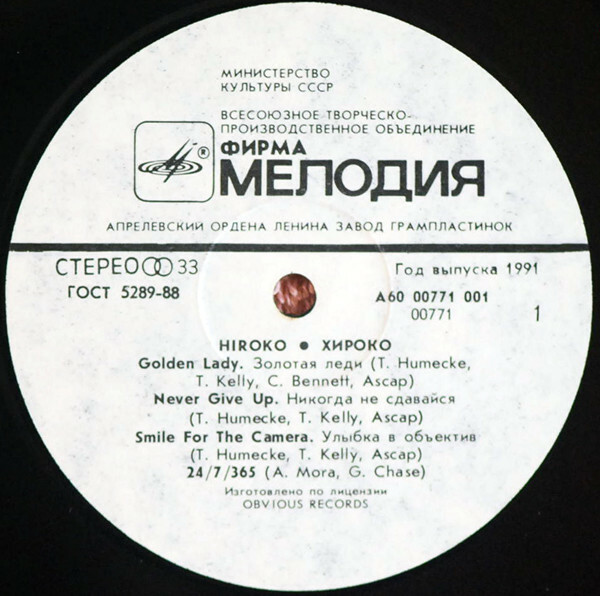 МИНИСТЕРСТВО
КУЛЬТУРЫ СССР
ВСЕСОЮЗНОЕ ТВОРЧЕСКО-
ПРОИЗВОДСТВЕННОЕ ОБЪЕДИНЕНИЕ
® ФИРМА
МЕЛОДИЯ
АПРЕЛЕВСКИЙ ОРДЕНА ЛЕНИНА ЗАВОД ГРАМПЛАСТИНОК
СТЕРЕО 33
Год выпуска 1991
ГОСТ 5289-88
А60 00771 001
00771
1
HIROKO ● ХИРОКО
Golden Lady. Золотая леди (T. Humecke,
T. Kelly, C. Bennett, Ascap)
Never Give Up. Никогда не сдавайся
(T. Humecke, T. Kelly, Ascap)
Smile For The Camera. Улыбка в объектив
(T. Humecke, T. Kelly, Ascap)
24/7/365 (A. Mora, G. Chase)
Изготовлено по лицензии
OBVIOUS RECORDS